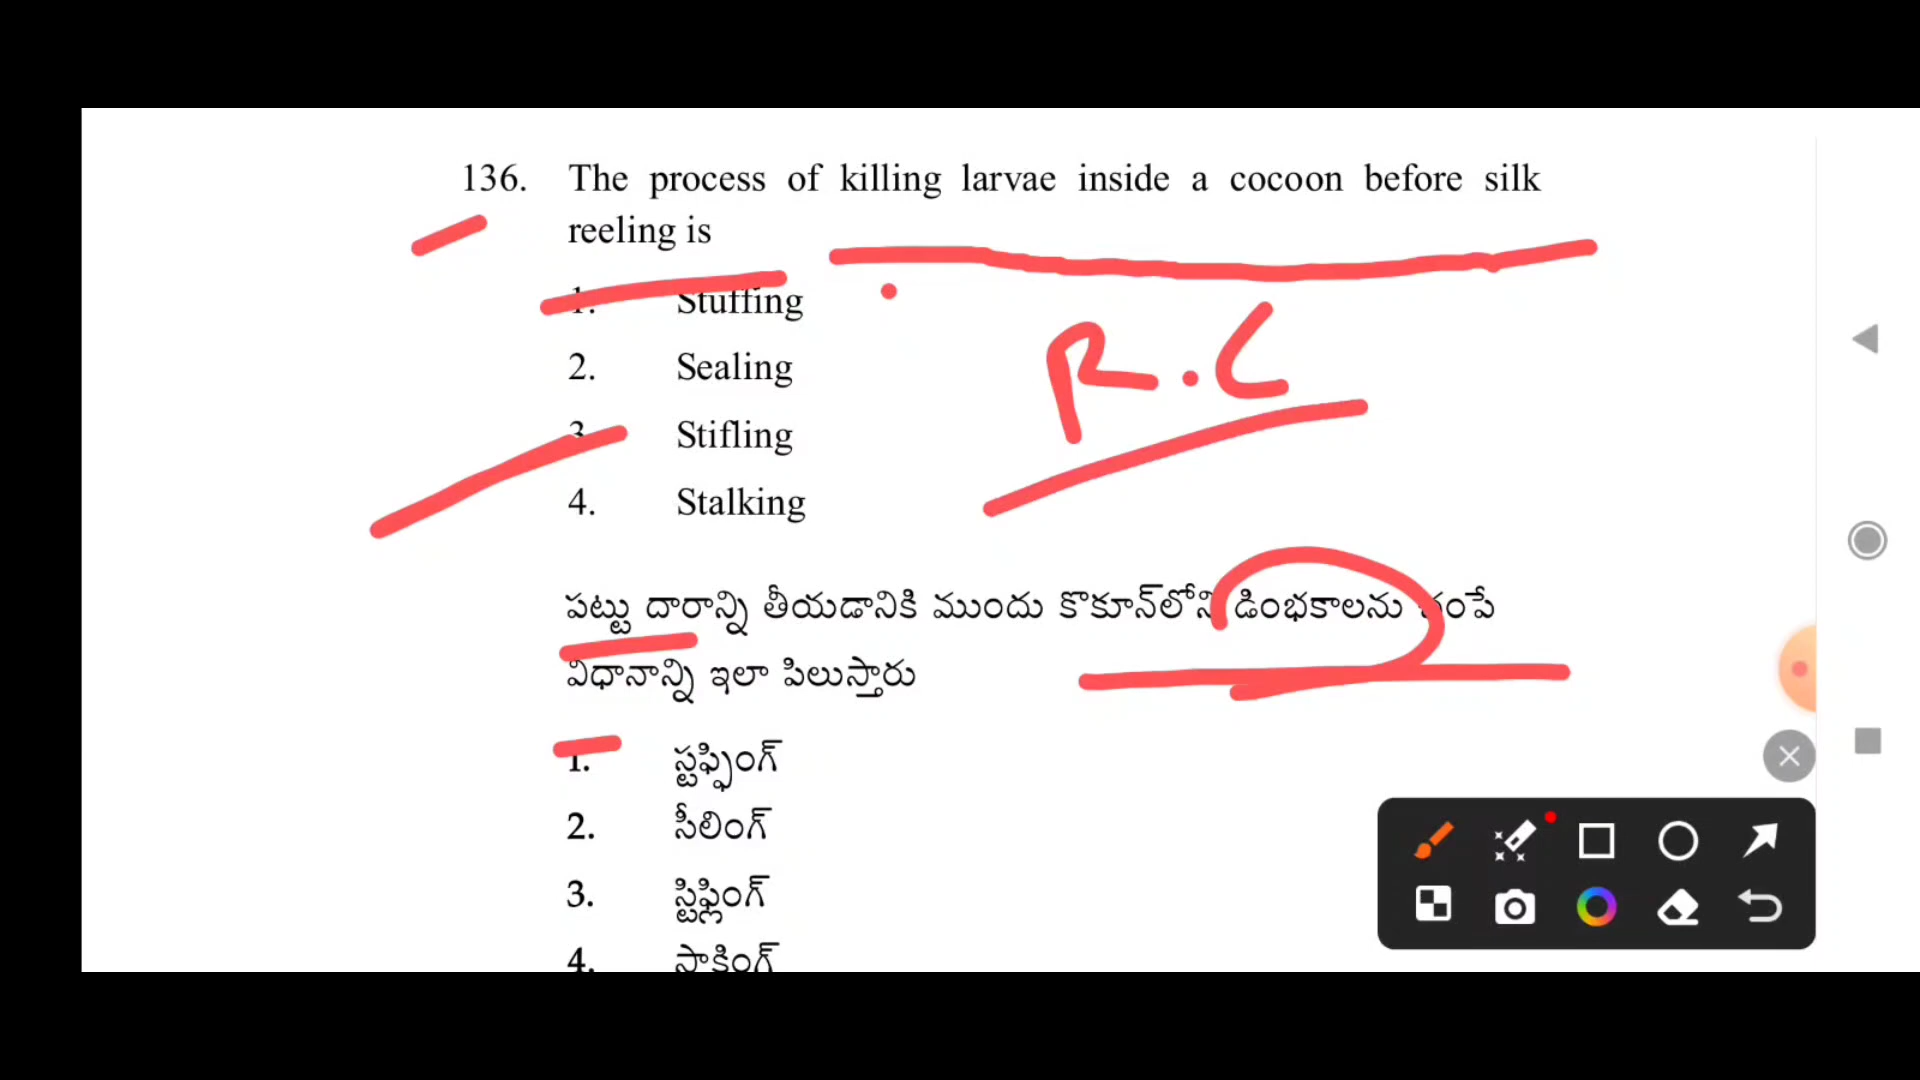 136. The process of killing larvae inside a cocoon before silk
reeling is
1. Stuffing
2. Sealing
3. Stifling
4. Stalking
R.C
పట్టు దారాన్ని తీయడానికి ముందు కొకూన్‌లోని డింభకాలను చంపే
విధానాన్ని ఇలా పిలుస్తారు
1. స్టఫ్ఫింగ్
2. సీలింగ్
3. స్టిఫ్లింగ్
4. స్టాకింగ్